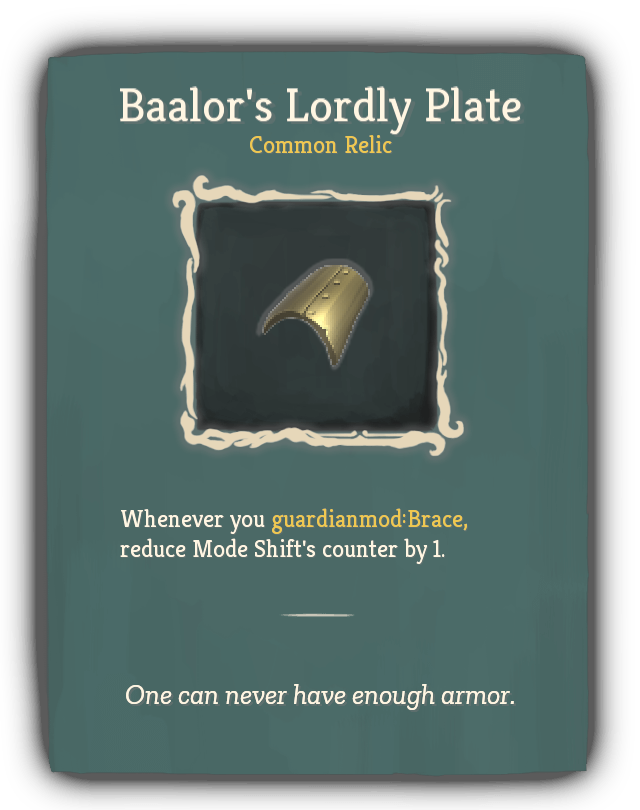 Baalor's Lordly Plate
Common Relic
Whenever you guardianmod:Brace,
reduce Mode Shift's counter by 1.
One can never have enough armor.